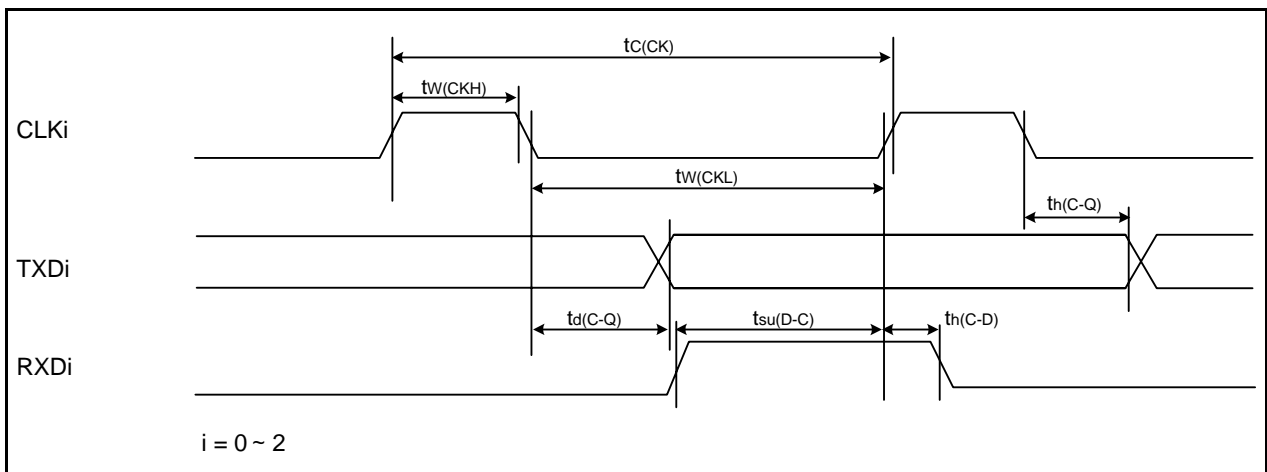 tC(CK)
tW(CKH)
CLKi
tW(CKL)
th(C-Q)
TXDi
td(C-Q)
tsu(D-C)
th(C-D)
RXDi
i = 0 ~ 2